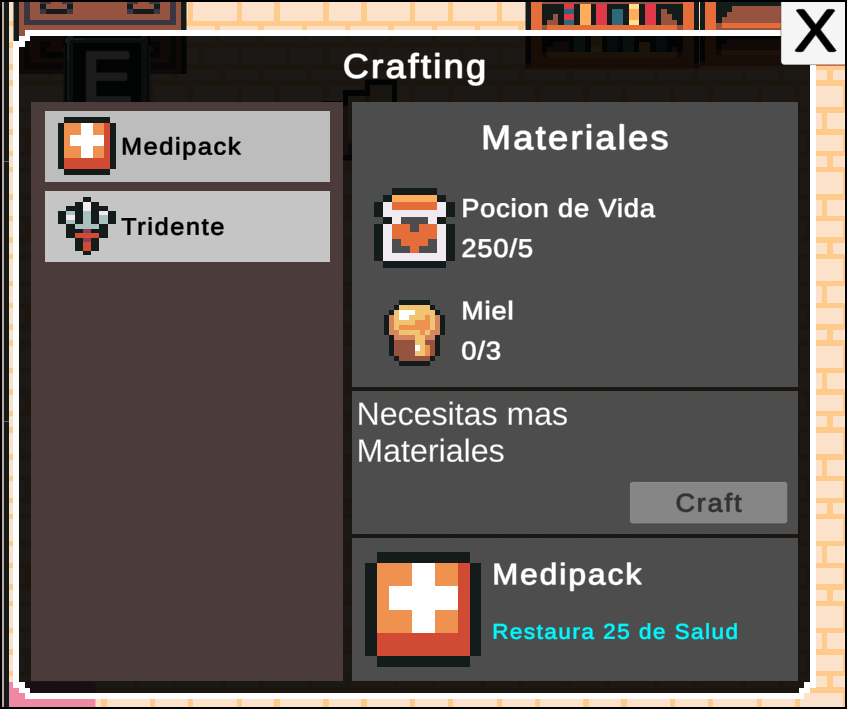 X
Crafting
E
Medipack
Tridente
Materiales
Pocion de Vida
250/5
Miel
0/3
Necesitas mas
Materiales
Craft
Medipack
Restaura 25 de Salud